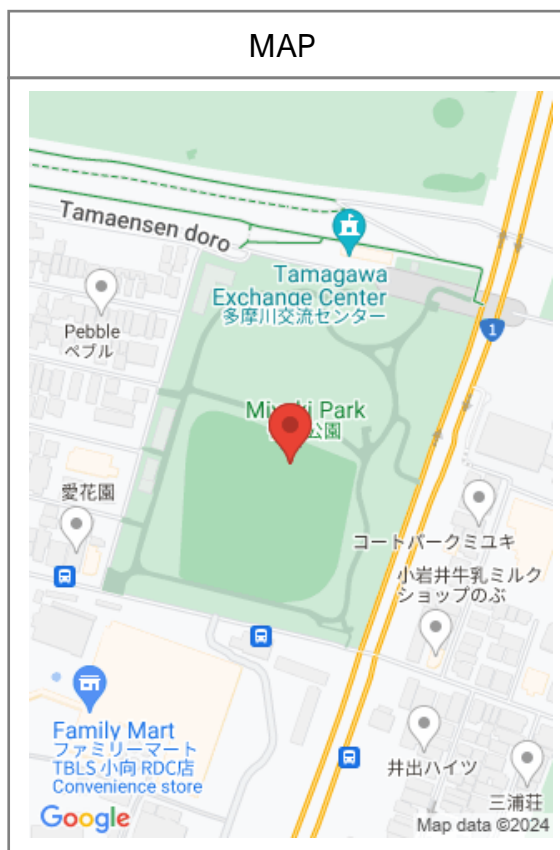 MAP
Tamaensen doro
Tamagawa
Exchange Center
多摩川交流センター
1
Pebble
ペブル
Park
公園
愛花園
コートパークミユキ
小岩井牛乳ミルク
ショップのぶ
Family Mart
ファミリーマート
TBLS 小向 RDC店
Convenience store
井出ハイツ
三浦荘
Google
Map data ©2024